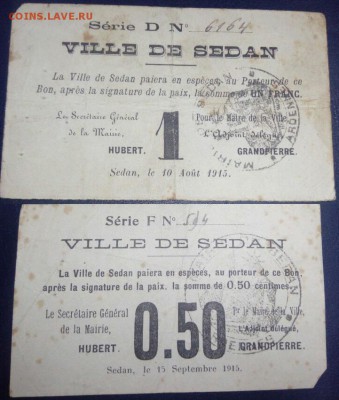 КОИНС.LAVE.RU
Série D Nº 6164
VILLE DE SEDAN
La Ville de Sedan paiera en espèces, au Porteur de ce
Bon, après la signature de la paix, la somme de UN FRANC.
Le Secrétaire Général
de la Mairie,
HUBERT.
1
Pour le Maire de la Ville,
L'Adjoint délégué,
GRANDPIERRE.
Sedan, le 10 Août 1915.
Série F Nº 504
VILLE DE SEDAN
La Ville de Sedan paiera en espèces, au porteur de ce Bon,
après la signature de la paix, la somme de 0.50 centimes.
Le Secrétaire Général
de la Mairie,
HUBERT.
0.50
Pr le Maire de la Ville,
L'Adjoint délégué,
GRANDPIERRE.
Sedan, le 15 Septembre 1915.